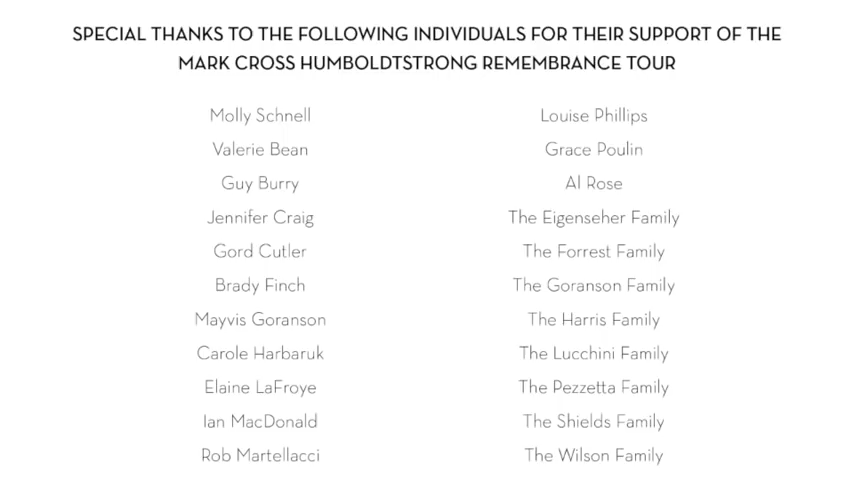 SPECIAL THANKS TO THE FOLLOWING INDIVIDUALS FOR THEIR SUPPORT OF THE
MARK CROSS HUMBOLDTSTRONG REMEMBRANCE TOUR
Molly Schnell
Valerie Bean
Guy Burry
Jennifer Craig
Gord Cutler
Brady Finch
Mayvis Goranson
Carole Harbaruk
Elaine LaFroye
Ian MacDonald
Rob Martellacci
Louise Phillips
Grace Poulin
Al Rose
The Eigenseher Family
The Forrest Family
The Goranson Family
The Harris Family
The Lucchini Family
The Pezzetta Family
The Shields Family
The Wilson Family